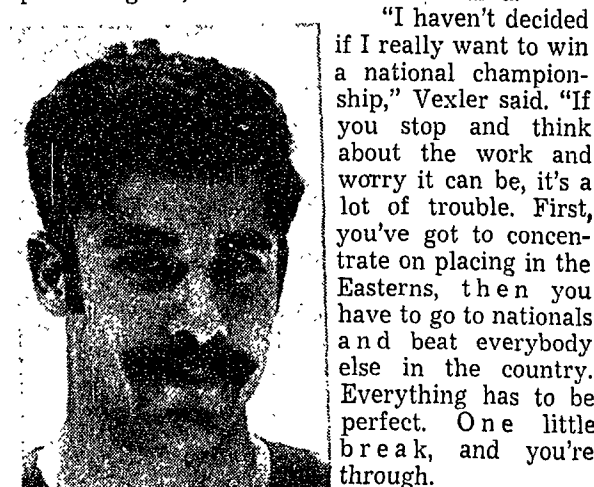 "I haven't decided
if I really want to win
a national champion-
ship," Vexler said. "If
you stop and think
about the work and
worry it can be, it's a
lot of trouble. First,
you've got to concen-
trate on placing in the
Easterns, then you
have to go to nationals
and beat everybody
else in the country.
Everything has to be
perfect. One little
break, and you're
through.